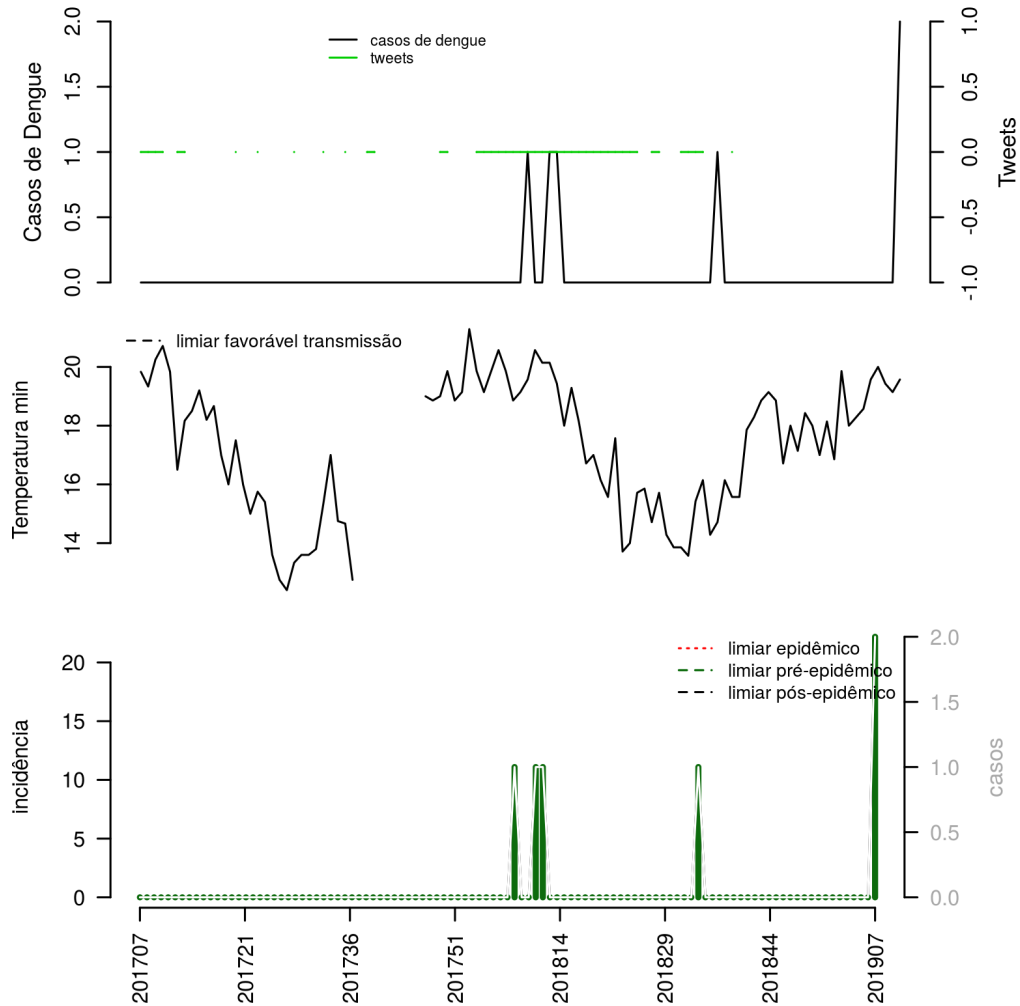 casos de dengue
tweets
Casos de Dengue
0.0 0.5 1.0 1.5 2.0
Tweets
-1.0 -0.5 0.0 0.5 1.0
limiar favorável transmissão
Temperatura min
14 16 18 20
limiar epidêmico
limiar pré-epidêmico
limiar pós-epidêmico
incidência
20
15
10
5
0
casos
2.0
1.5
1.0
0.5
0.0
201707 201721 201736 201751 201814 201829 201844 201907